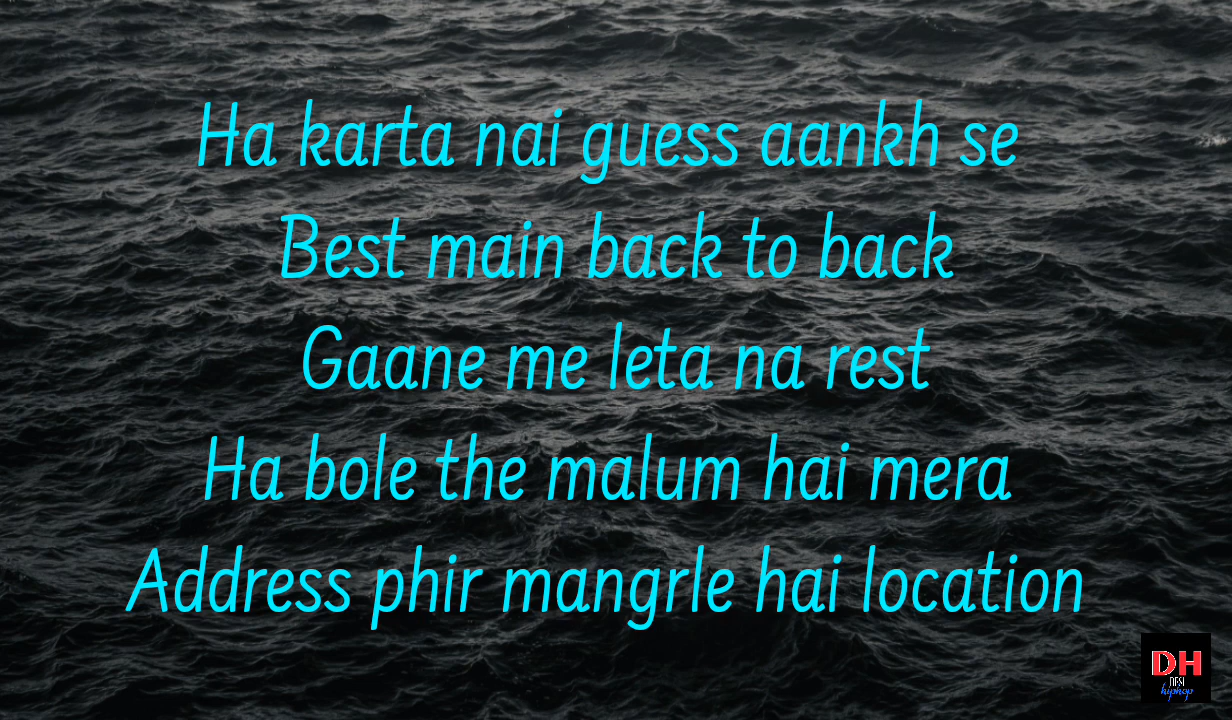 Ha karta nai guess aankh se
Best main back to back
Gaane me leta na rest
Ha bole the malum hai mera
Address phir mangrle hai location
DH
DESI
hiphop